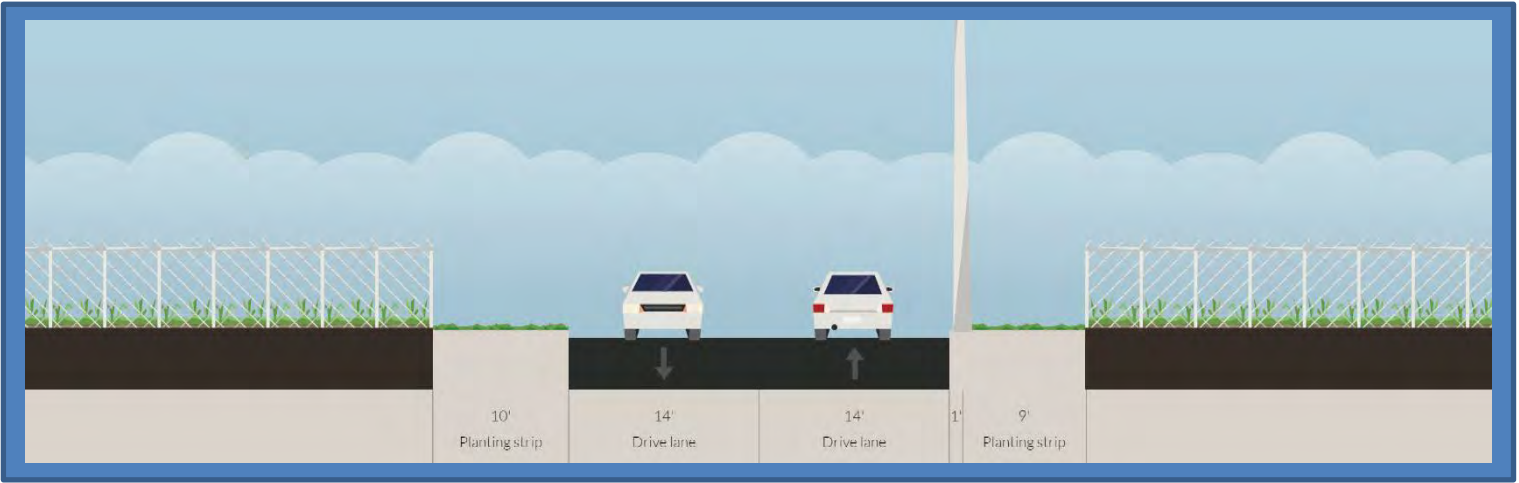 10' 14' 14' 1' 9'
Planting strip Drive lane Drive lane Planting strip